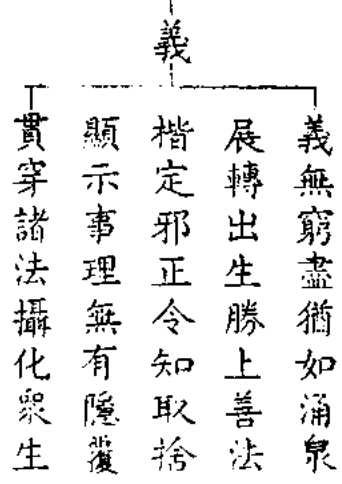 義
義無窮盡猶如涌泉
展轉出生勝上善法
楷定邪正令知取捨
顯示事理無有隱覆
貫穿諸法攝化眾生